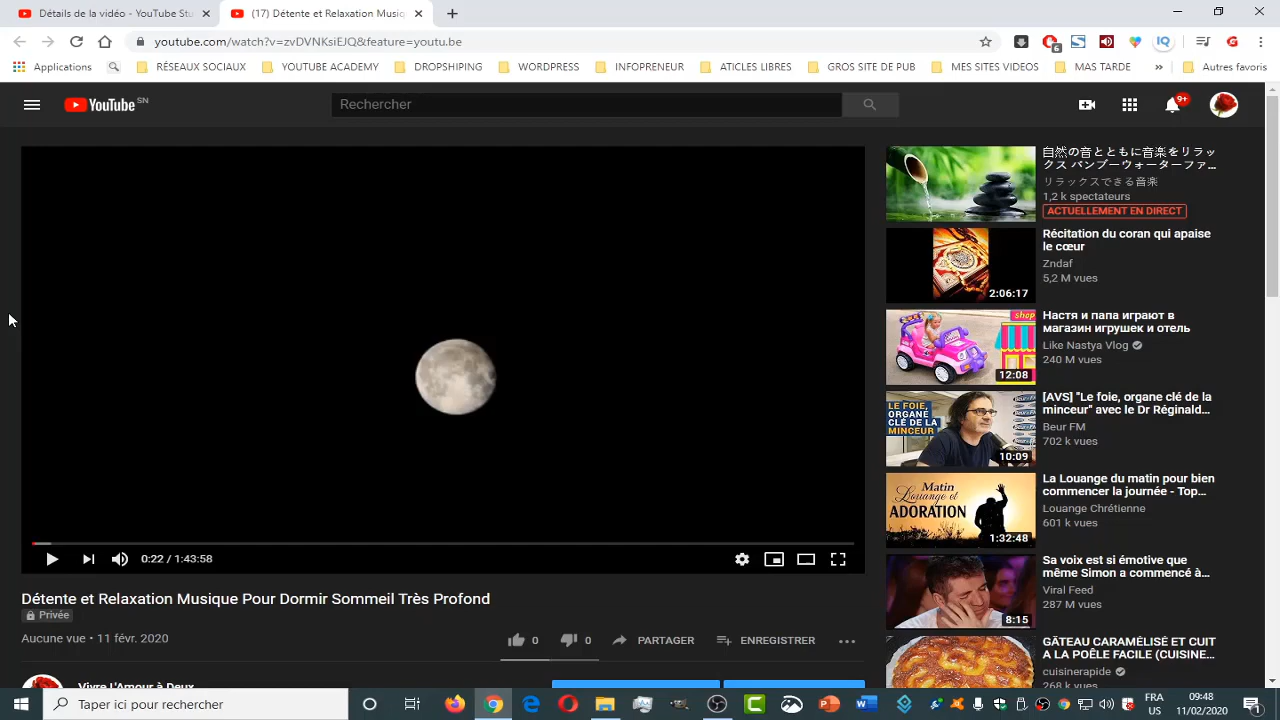 Détails de la vidéo - YouTube Stu
(17) Détente et Relaxation Musiq
youtube.com/watch?v=zvDVNKsiEJQ&feature=youtu.be
6
IQ
Applications
RÉSEAUX SOCIAUX
YOUTUBE ACADEMY
DROPSHIPING
WORDPRESS
INFOPRENEUR
ATICLES LIBRES
GROS SITE DE PUB
MES SITES VIDEOS
MAS TARDE
»
Autres favoris
YouTube SN
Rechercher
9+
自然の音とともに音楽をリラッ
クス バンブーウォーターファ...
リラックスできる音楽
1,2 k spectateurs
ACTUELLEMENT EN DIRECT
Récitation du coran qui apaise
le cœur
Zndaf
5,2 M vues
2:06:17
Настя и папа играют в
магазин игрушек и отель
Like Nastya Vlog
240 M vues
shop
12:08
[AVS] "Le foie, organe clé de la
minceur" avec le Dr Réginald...
Beur FM
702 k vues
LE FOIE,
ORGANE
CLÉ DE LA
MINCEUR
10:09
La Louange du matin pour bien
commencer la journée - Top...
Louange Chrétienne
601 k vues
Matin
Louange et
ADORATION
1:32:48
Sa voix est si émotive que
même Simon a commencé à...
Viral Feed
287 M vues
8:15
GÂTEAU CARAMÉLISÉ ET CUIT
A LA POÊLE FACILE (CUISINE...
cuisinerapide
268 k vues
0:22 / 1:43:58
Détente et Relaxation Musique Pour Dormir Sommeil Très Profond
Privée
Aucune vue • 11 févr. 2020
0
0
PARTAGER
ENREGISTRER
Vivre L'Amour à Deux
Taper ici pour rechercher
FRA
US
09:48
11/02/2020
1